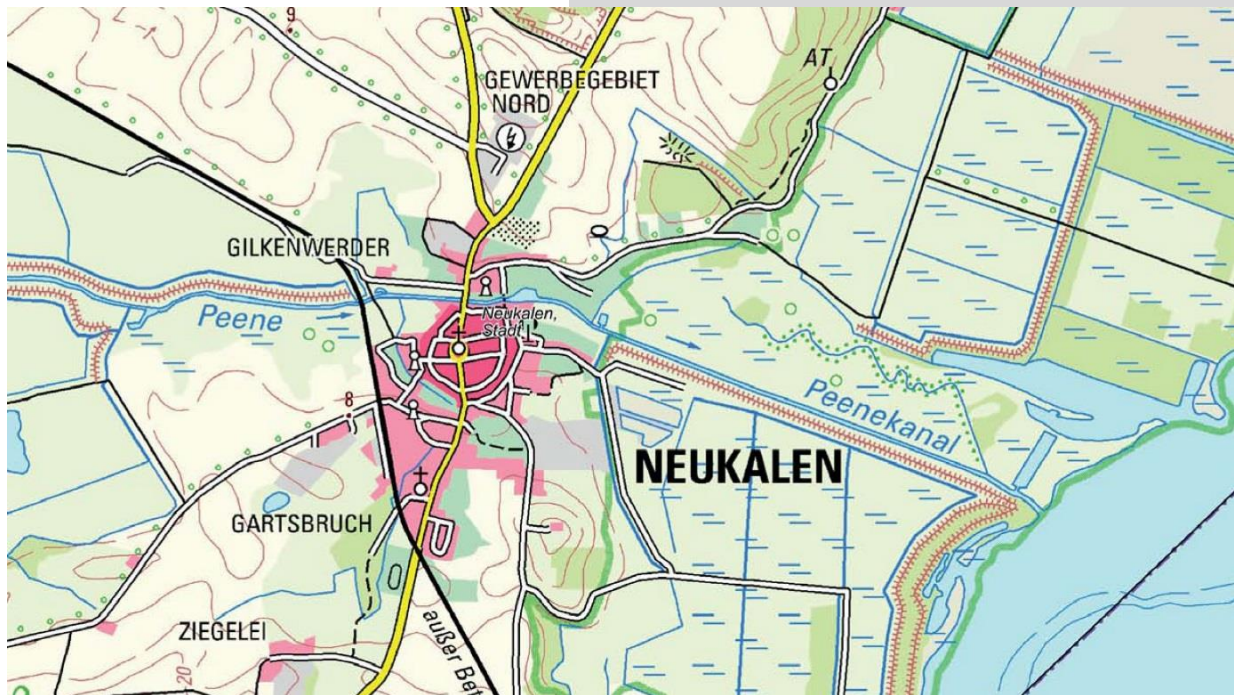 9
AT
GEWERBEGEBIET
NORD
GILKENWERDER
Peene
Neukalen,
Stadt
Peenekanal
8
NEUKALEN
GARTSBRUCH
ZIEGELEI
20
außer Bet